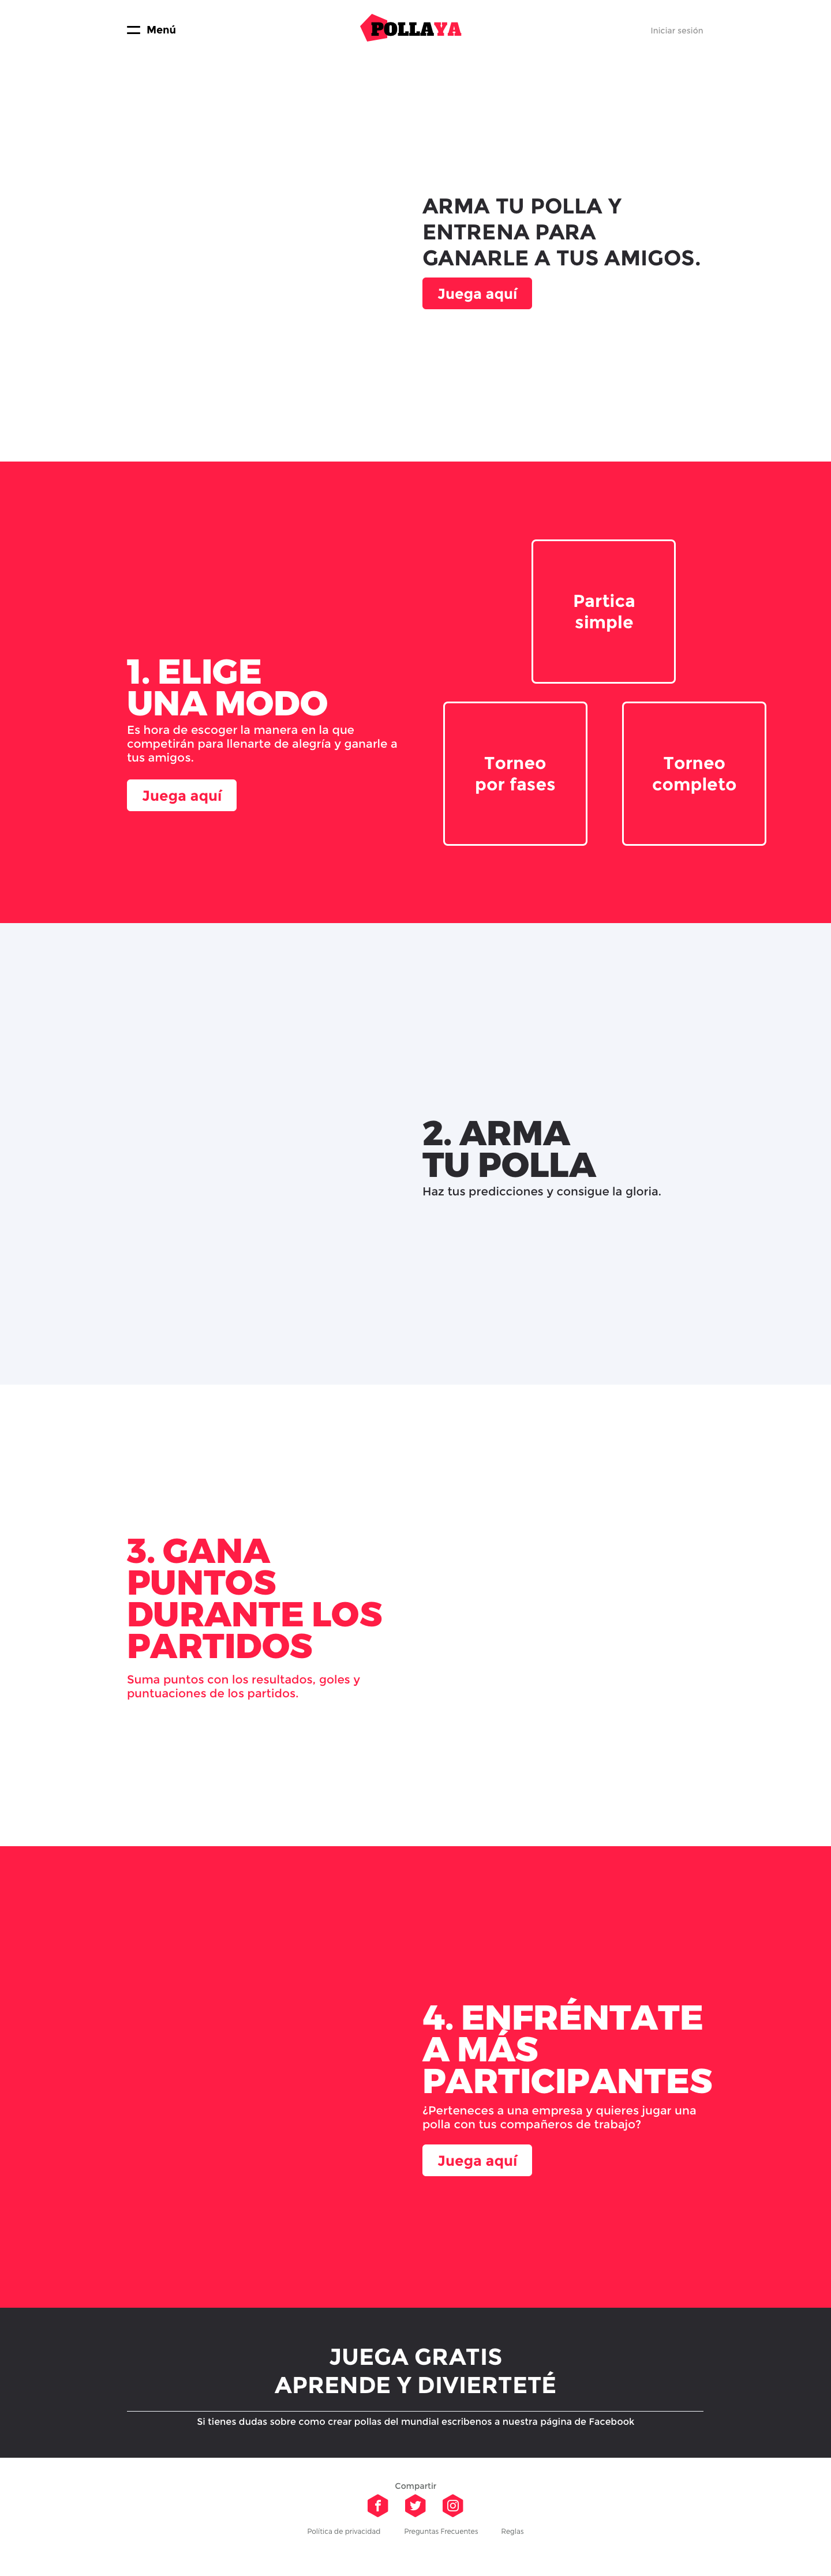 Menú
POLLAYA
Iniciar sesión
ARMA TU POLLA Y
ENTRENA PARA
GANARLE A TUS AMIGOS.
Juega aquí
1. ELIGE
UNA MODO
Es hora de escoger la manera en la que
competirán para llenarte de alegría y ganarle a
tus amigos.
Juega aquí
Partica
simple
Torneo
por fases
Torneo
completo
2. ARMA
TU POLLA
Haz tus predicciones y consigue la gloria.
3. GANA
PUNTOS
DURANTE LOS
PARTIDOS
Suma puntos con los resultados, goles y
puntuaciones de los partidos.
4. ENFRÉNTATE
A MÁS
PARTICIPANTES
¿Perteneces a una empresa y quieres jugar una
polla con tus compañeros de trabajo?
Juega aquí
JUEGA GRATIS
APRENDE Y DIVIERTETÉ
Si tienes dudas sobre como crear pollas del mundial escribenos a nuestra página de Facebook
Compartir
Política de privacidad
Preguntas Frecuentes
Reglas